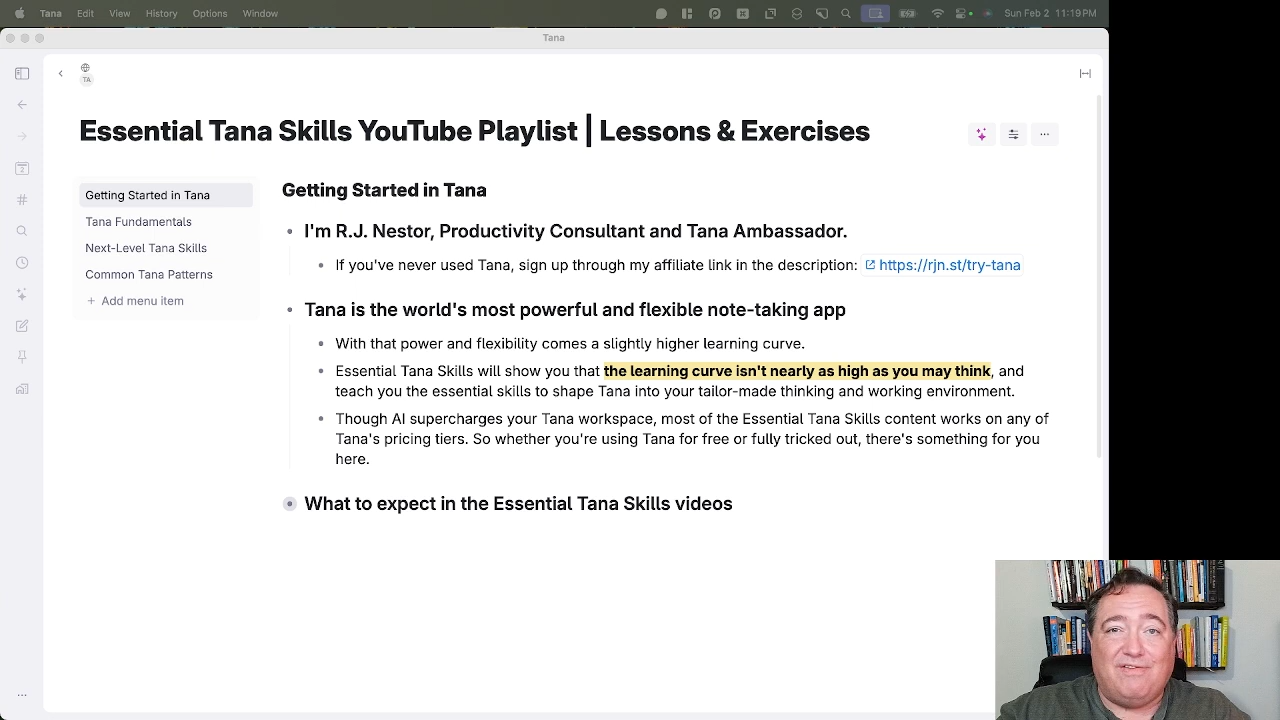 Tana Edit View History Options Window
Sun Feb 2 11:19 PM
Tana
TA
Essential Tana Skills YouTube Playlist | Lessons & Exercises
Getting Started in Tana
Tana Fundamentals
Next-Level Tana Skills
Common Tana Patterns
+ Add menu item
Getting Started in Tana
I'm R.J. Nestor, Productivity Consultant and Tana Ambassador.
If you've never used Tana, sign up through my affiliate link in the description: https://rjn.st/try-tana
Tana is the world's most powerful and flexible note-taking app
With that power and flexibility comes a slightly higher learning curve.
Essential Tana Skills will show you that the learning curve isn't nearly as high as you may think, and
teach you the essential skills to shape Tana into your tailor-made thinking and working environment.
Though AI supercharges your Tana workspace, most of the Essential Tana Skills content works on any of
Tana's pricing tiers. So whether you're using Tana for free or fully tricked out, there's something for you
here.
What to expect in the Essential Tana Skills videos